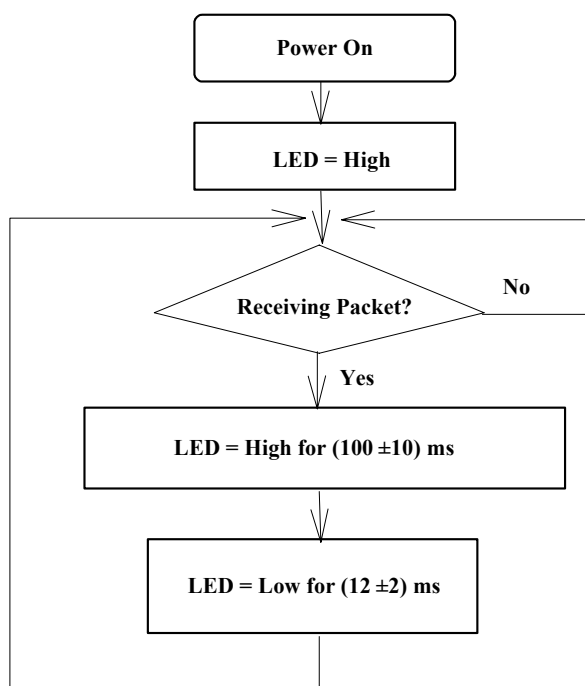 Power On
LED = High
Receiving Packet?
No
Yes
LED = High for (100 ±10) ms
LED = Low for (12 ±2) ms